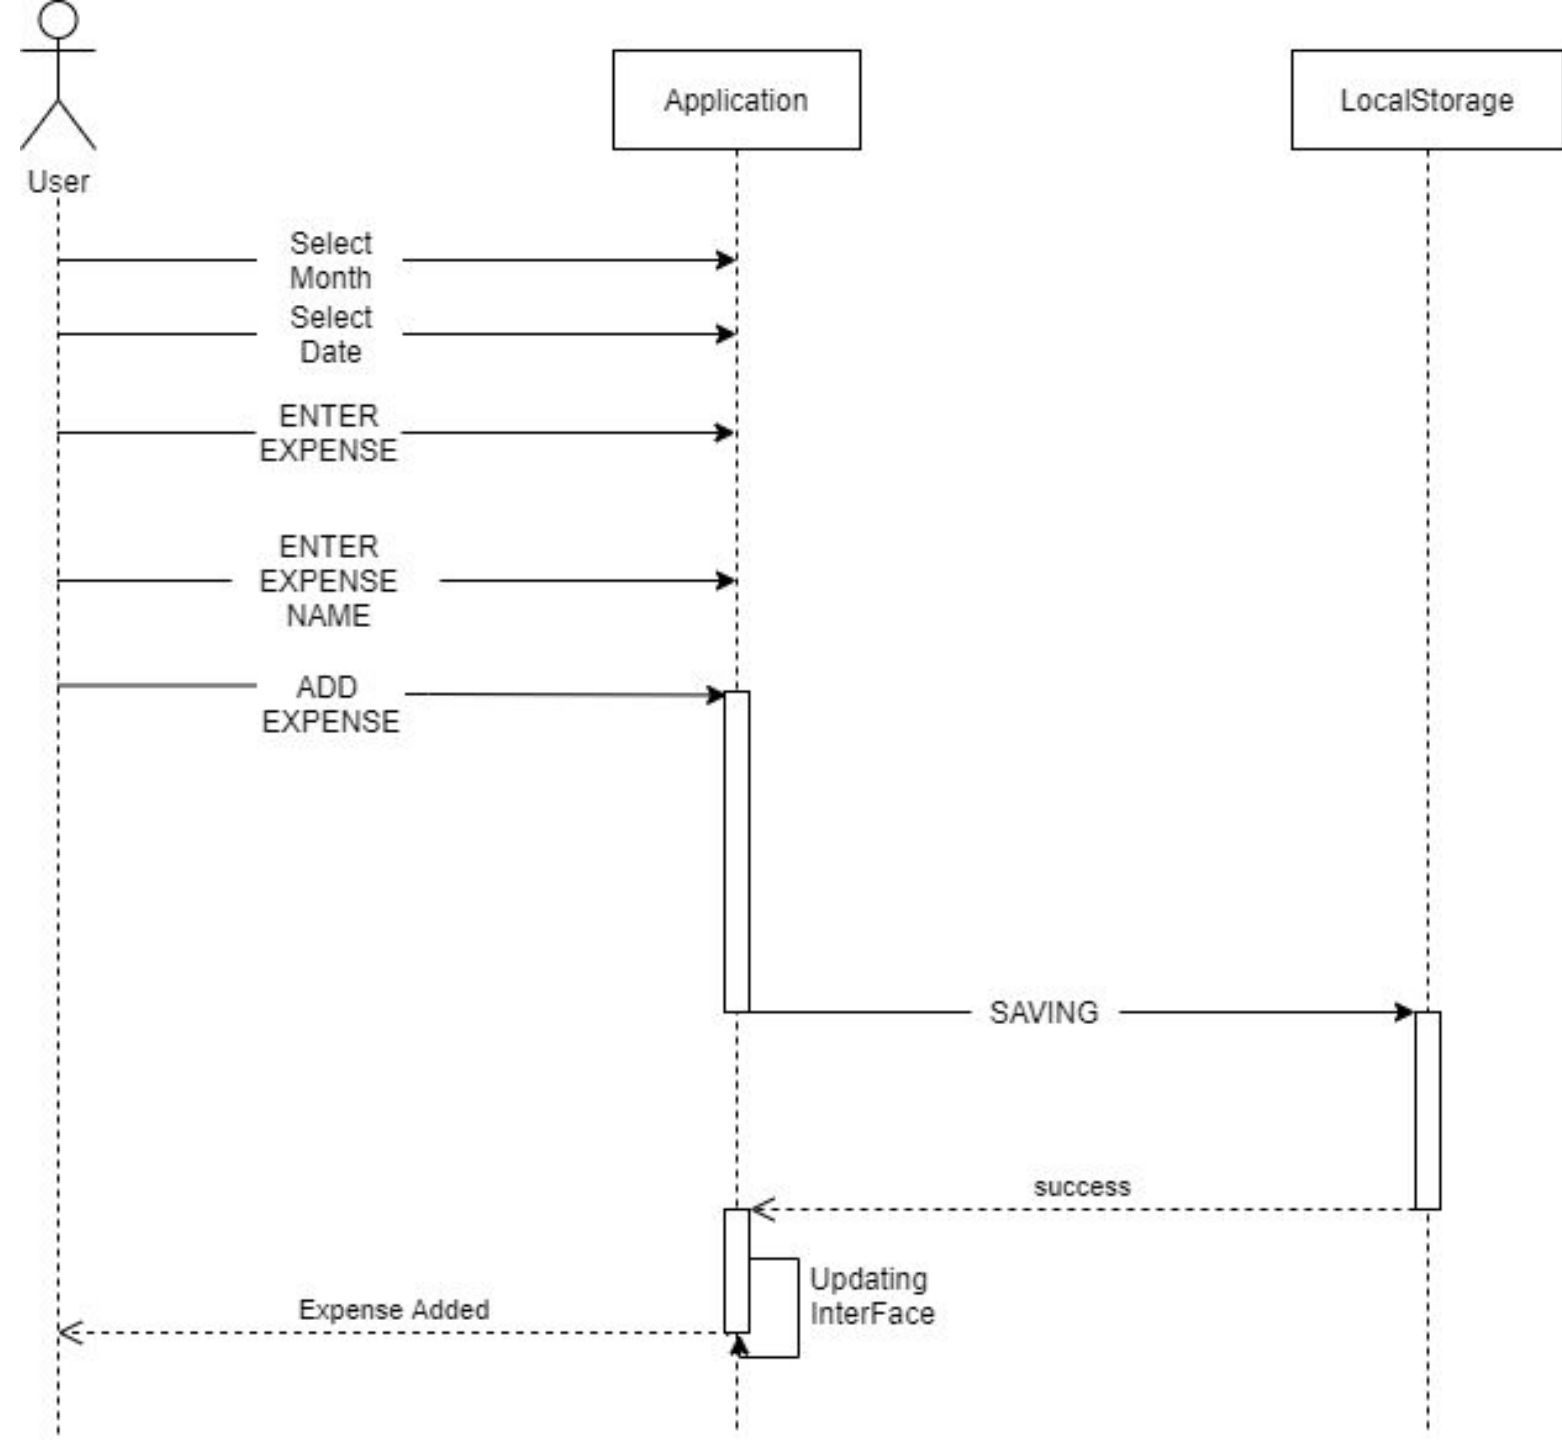 Application
LocalStorage
User
Select
Month
Select
Date
ENTER
EXPENSE
ENTER
EXPENSE
NAME
ADD
EXPENSE
SAVING
success
Updating
InterFace
Expense Added